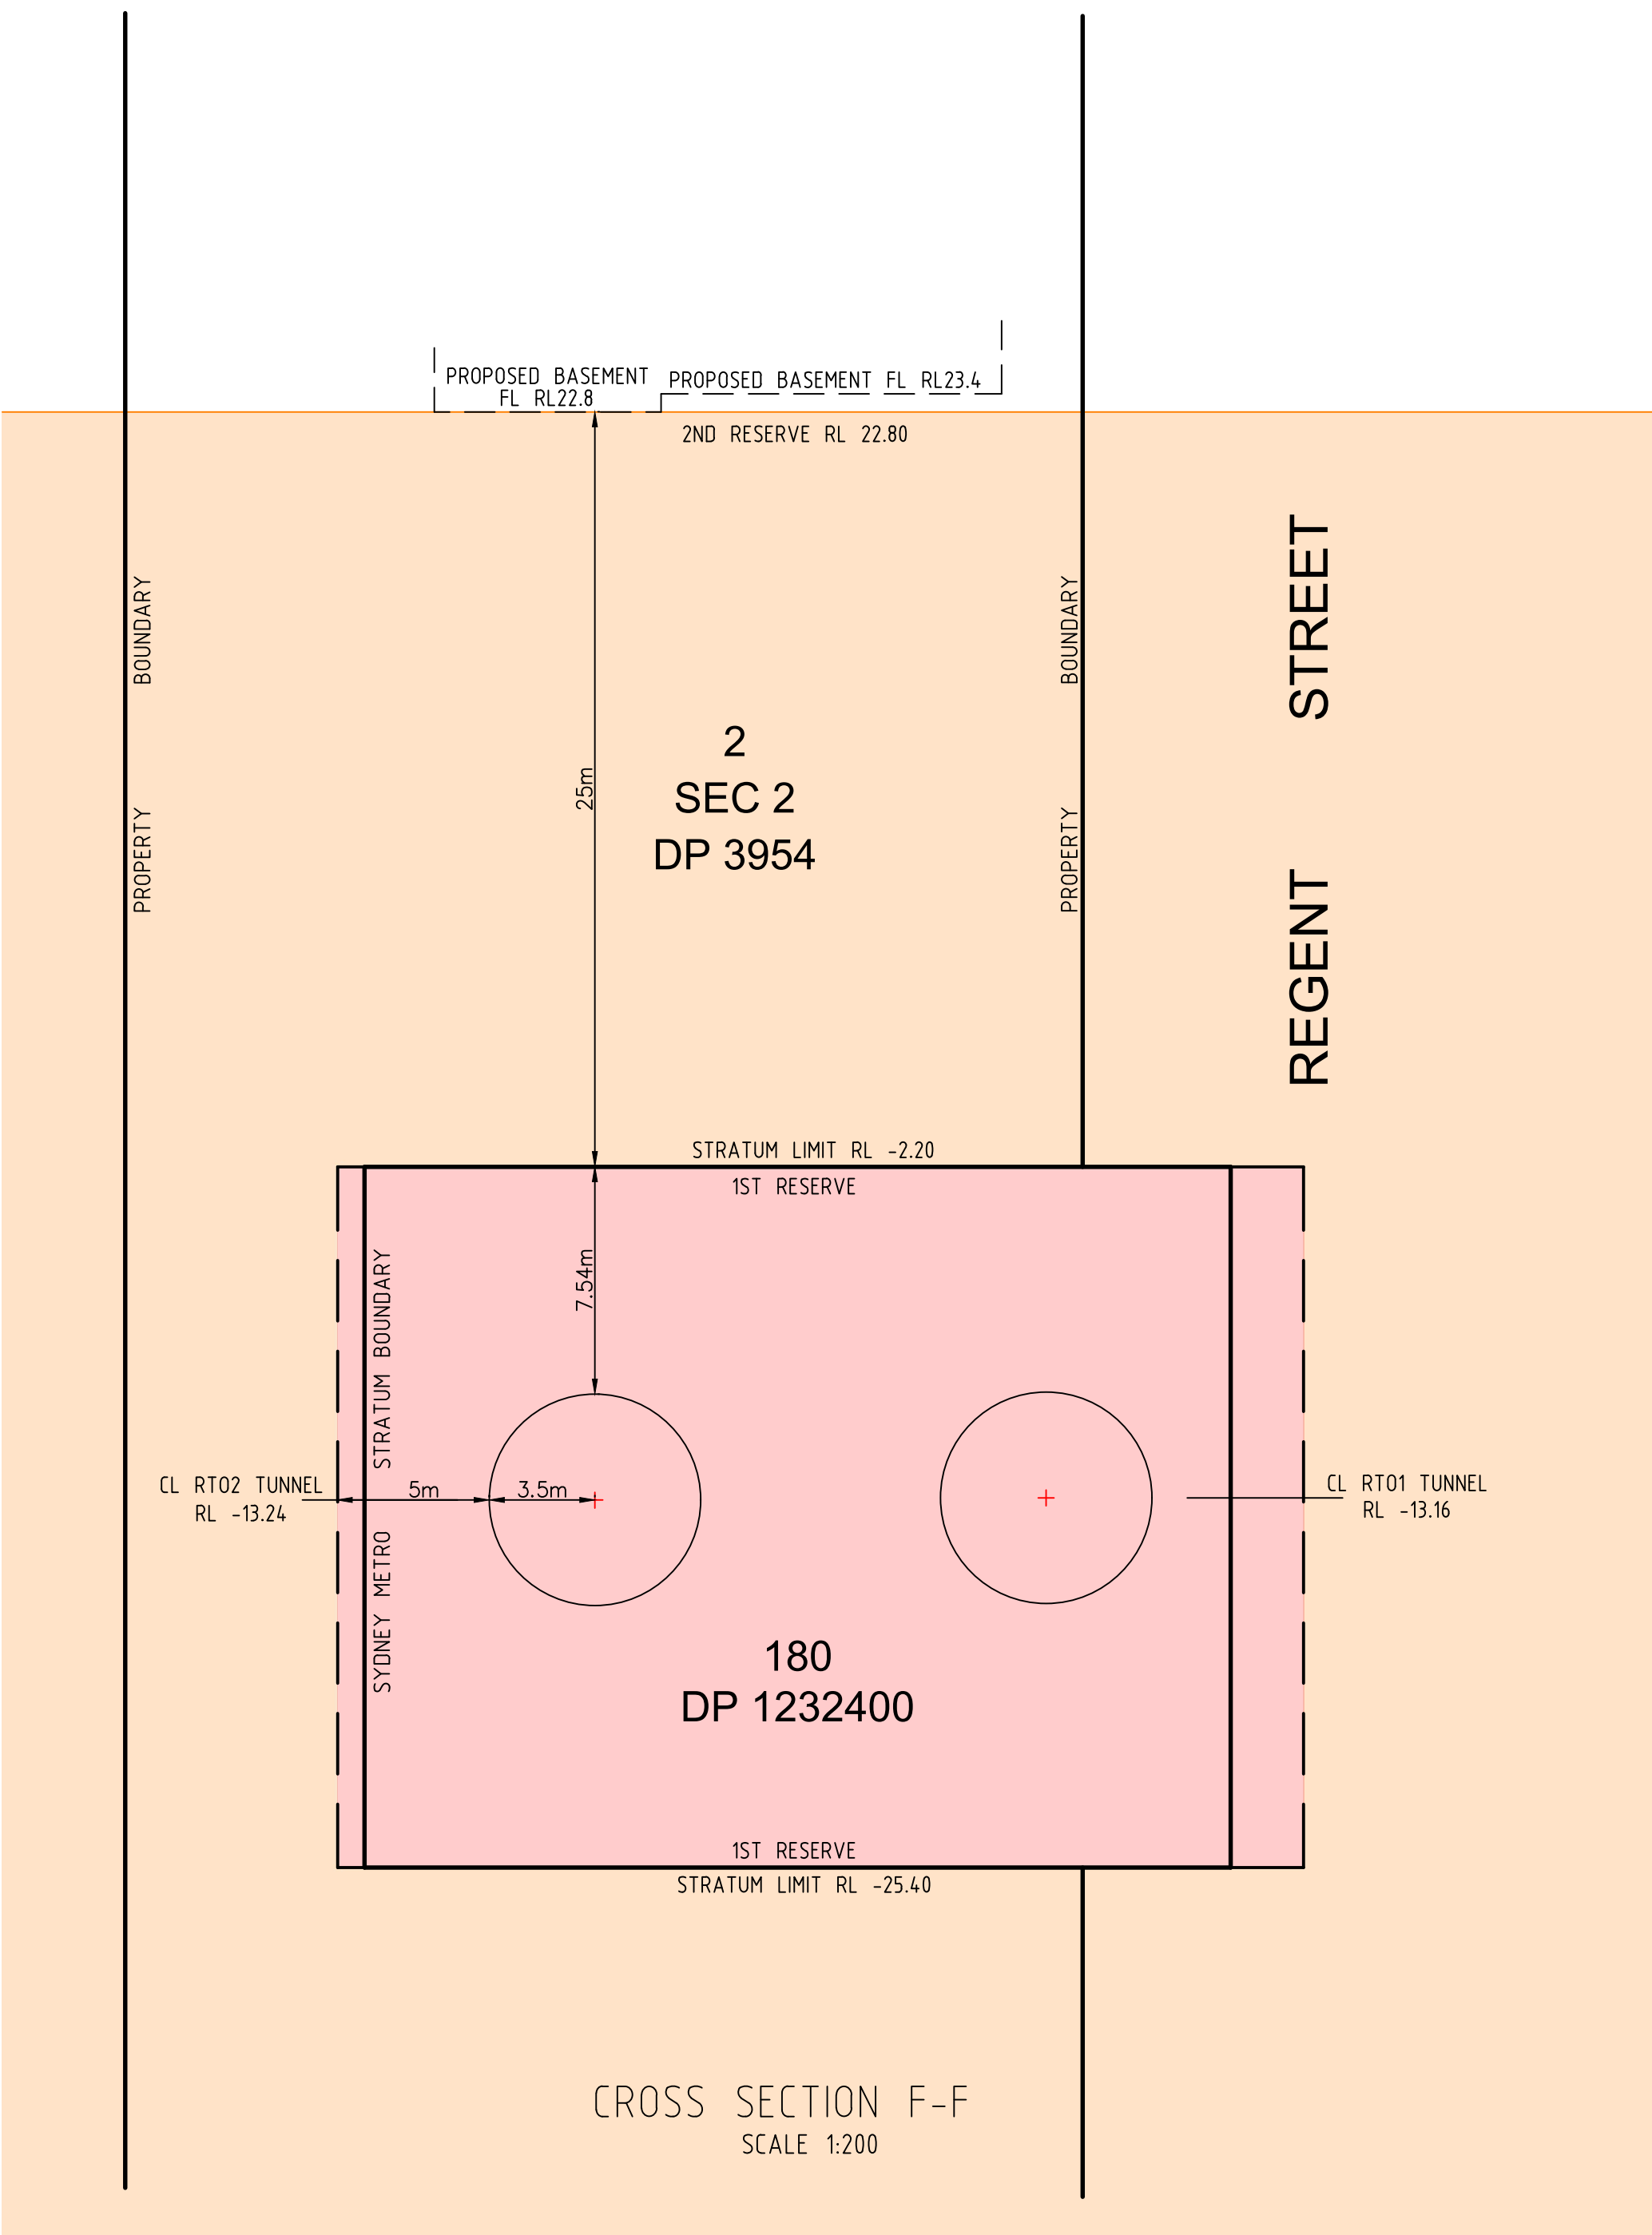 PROPOSED BASEMENT
FL RL22.8
PROPOSED BASEMENT FL RL23.4
2ND RESERVE RL 22.80
PROPERTY BOUNDARY
PROPERTY BOUNDARY
REGENT STREET
25m
2
SEC 2
DP 3954
STRATUM LIMIT RL -2.20
1ST RESERVE
7.54m
SYDNEY METRO STRATUM BOUNDARY
CL RT02 TUNNEL
RL -13.24
5m
3.5m
CL RT01 TUNNEL
RL -13.16
180
DP 1232400
1ST RESERVE
STRATUM LIMIT RL -25.40
CROSS SECTION F-F
SCALE 1:200